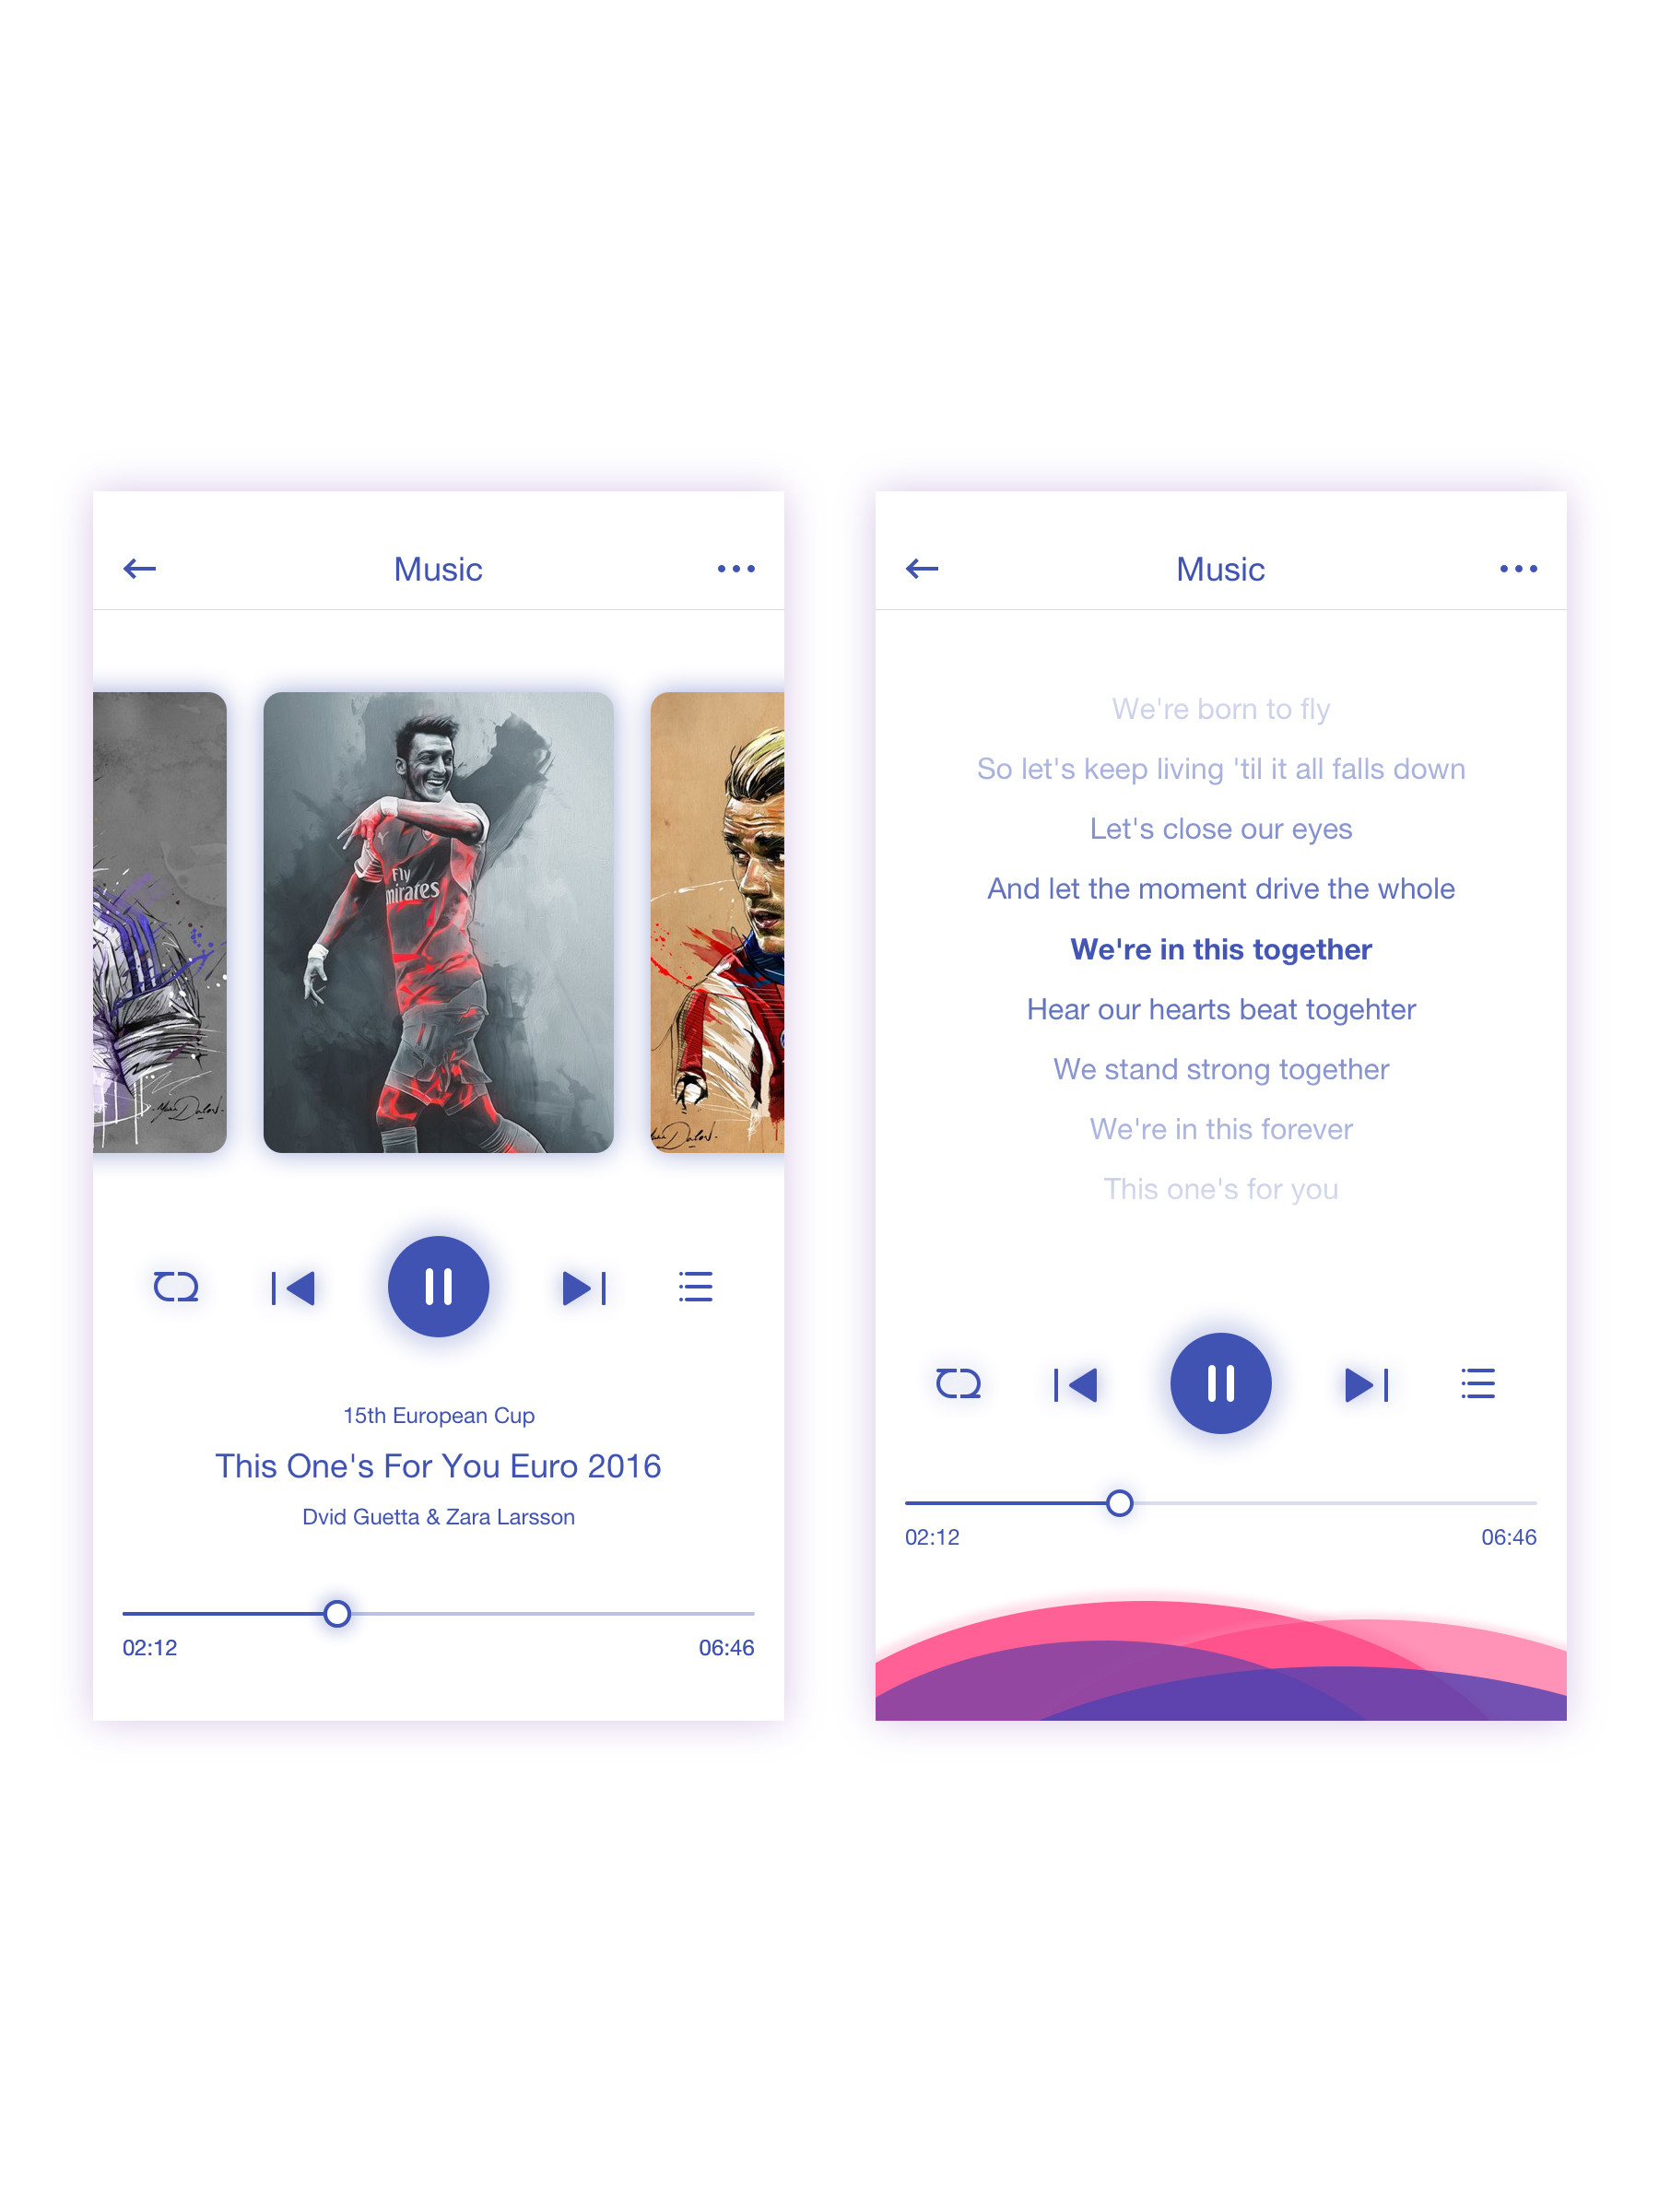 Music
Fly
mirates
15th European Cup
This One's For You Euro 2016
Dvid Guetta & Zara Larsson
02:12
06:46
Music
We're born to fly
So let's keep living 'til it all falls down
Let's close our eyes
And let the moment drive the whole
We're in this together
Hear our hearts beat togehter
We stand strong together
We're in this forever
This one's for you
02:12
06:46